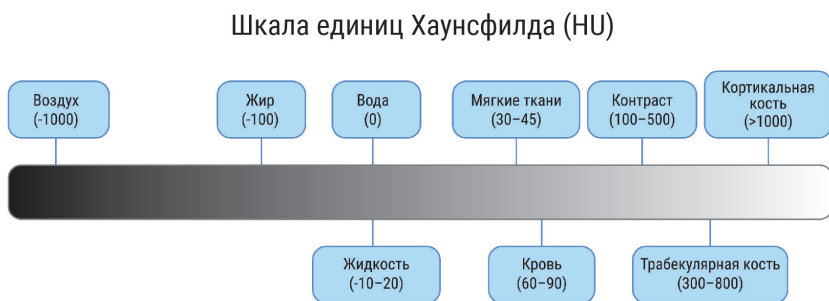 Шкала единиц Хаунсфилда (HU)
Воздух
(-1000)
Жир
(-100)
Вода
(0)
Мягкие ткани
(30–45)
Контраст
(100–500)
Кортикальная
кость
(>1000)
Жидкость
(-10–20)
Кровь
(60–90)
Трабекулярная кость
(300–800)